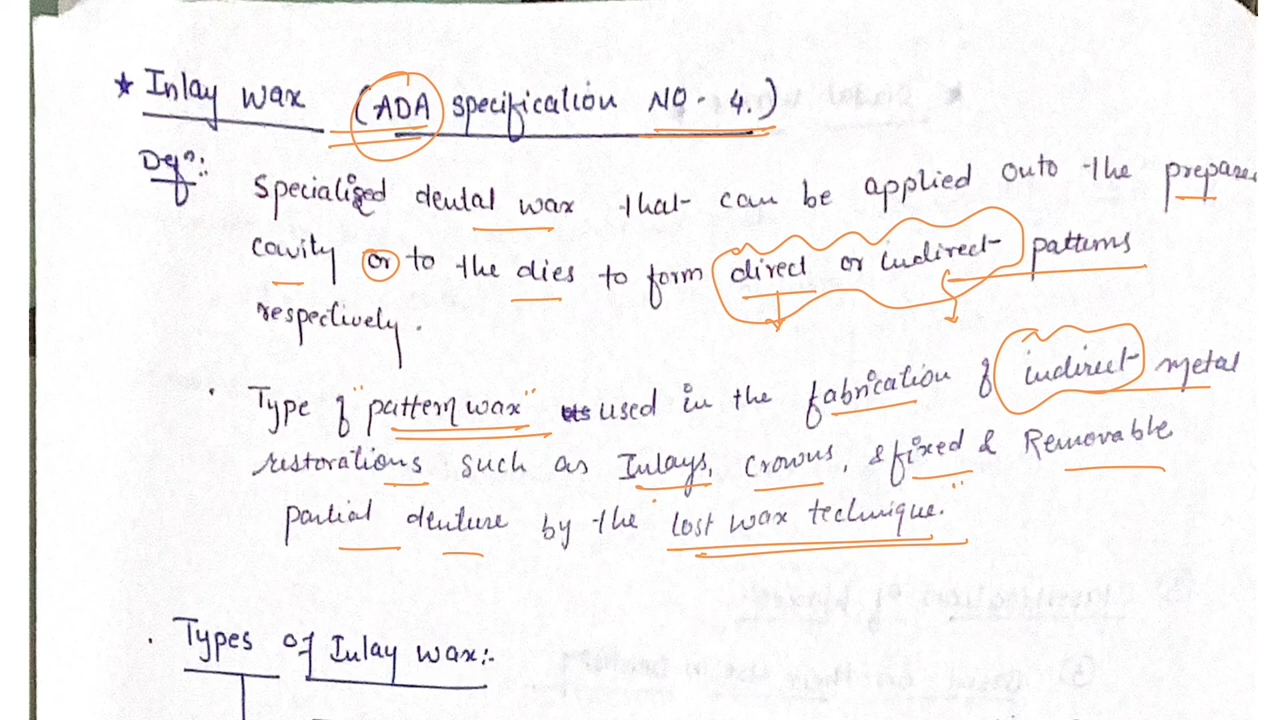 ★ Inlay wax (ADA specification NO. 4.)
Defn:
Specialized dental wax that can be applied onto the prepared
cavity or to the dies to form direct or indirect patterns
respectively.
. Type of "pattern wax" used in the fabrication of indirect metal
restorations such as Inlays, Crowns, & fixed & Removable
partial denture by the "lost wax technique."
. Types of Inlay wax:-